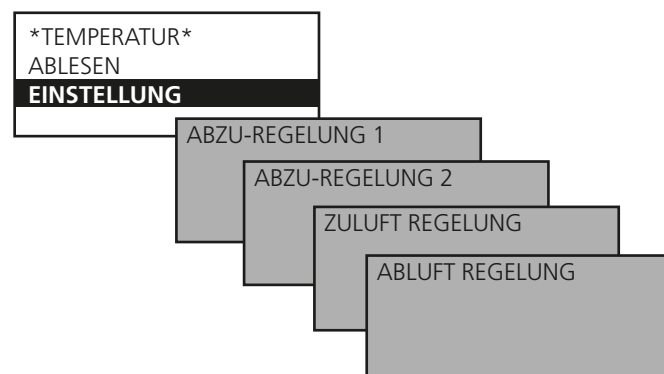 *TEMPERATUR*
ABLESEN
EINSTELLUNG
ABZU-REGELUNG 1
ABZU-REGELUNG 2
ZULUFT REGELUNG
ABLUFT REGELUNG